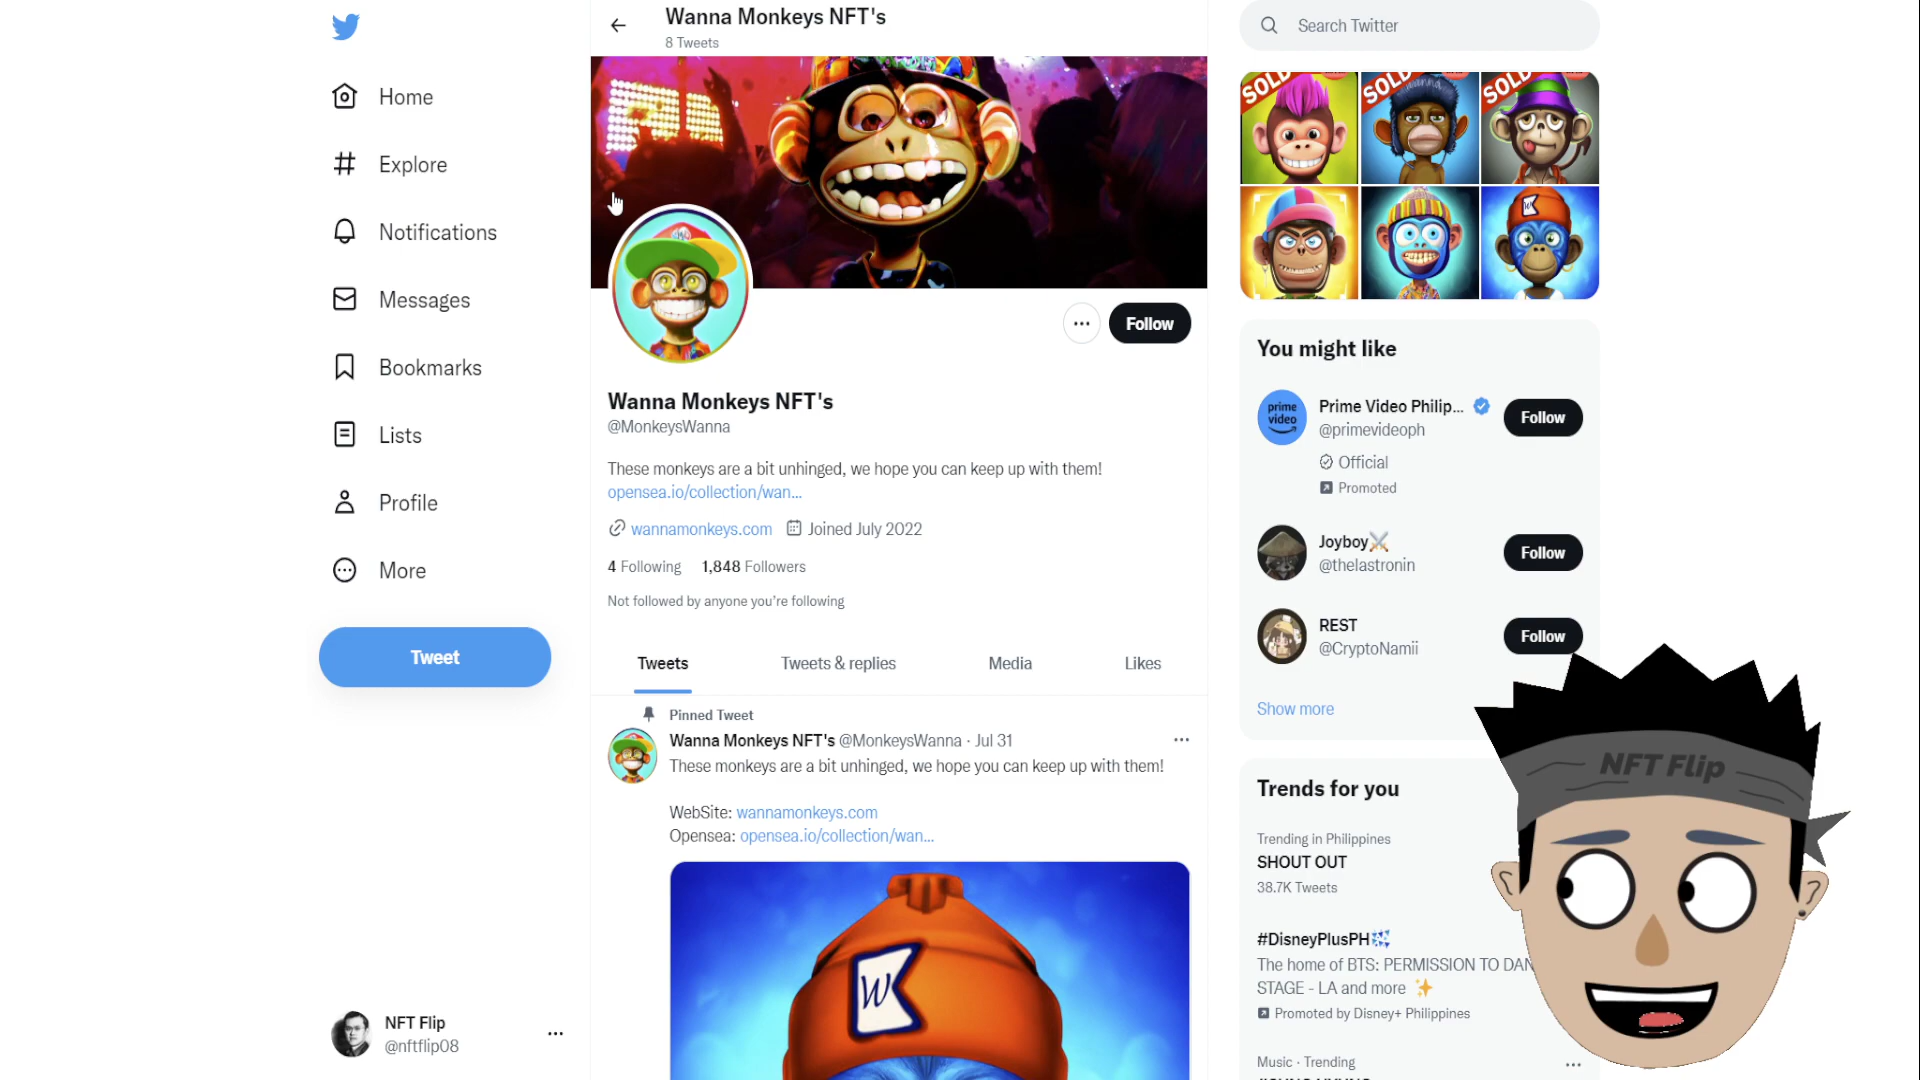 Home
Explore
Notifications
Messages
Bookmarks
Lists
Profile
More
Tweet
NFT Flip
@nftflip08
Wanna Monkeys NFT's
8 Tweets
Follow
Wanna Monkeys NFT's
@MonkeysWanna
These monkeys are a bit unhinged, we hope you can keep up with them!
opensea.io/collection/wan...
wannamonkeys.com Joined July 2022
4 Following 1,848 Followers
Not followed by anyone you're following
Tweets Tweets & replies Media Likes
Pinned Tweet
Wanna Monkeys NFT's @MonkeysWanna · Jul 31
These monkeys are a bit unhinged, we hope you can keep up with them!
WebSite: wannamonkeys.com
Opensea: opensea.io/collection/wan...
W
Search Twitter
SOLD SOLD SOLD
wanna
W
You might like
prime
video
Prime Video Philip...
@primevideoph
Follow
Official
Promoted
Joyboy⚔️
@thelastronin
Follow
REST
@CryptoNamii
Follow
Show more
Trends for you
Trending in Philippines
SHOUT OUT
38.7K Tweets
#DisneyPlusPH
The home of BTS: PERMISSION TO DAN
STAGE - LA and more ✨
Promoted by Disney+ Philippines
Music · Trending
NFT Flip